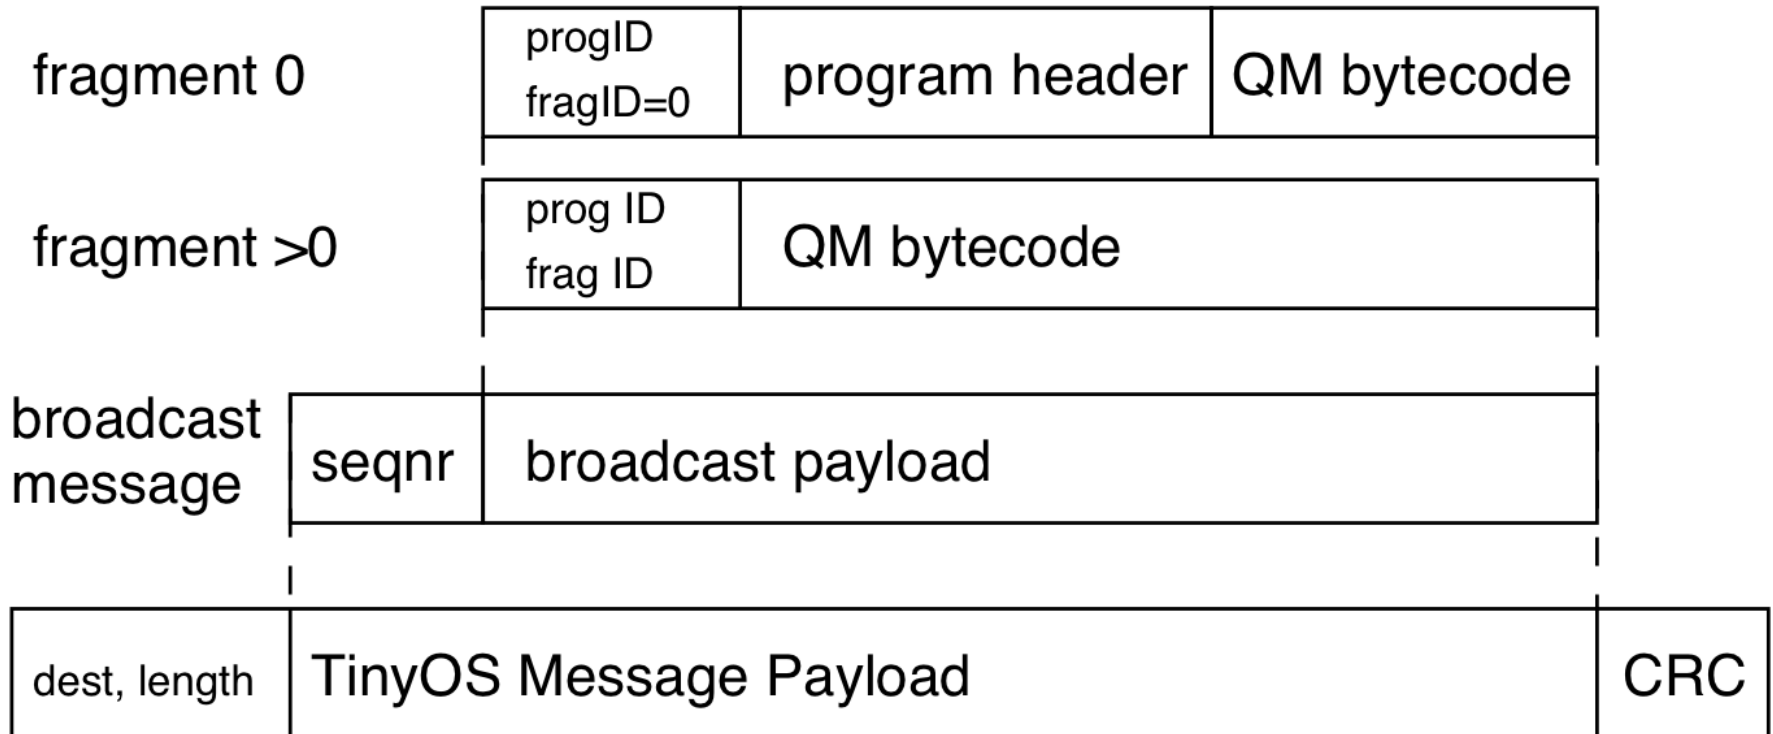 fragment 0
progID
fragID=0
program header
QM bytecode
fragment >0
prog ID
frag ID
QM bytecode
broadcast
message
seqnr
broadcast payload
dest, length
TinyOS Message Payload
CRC